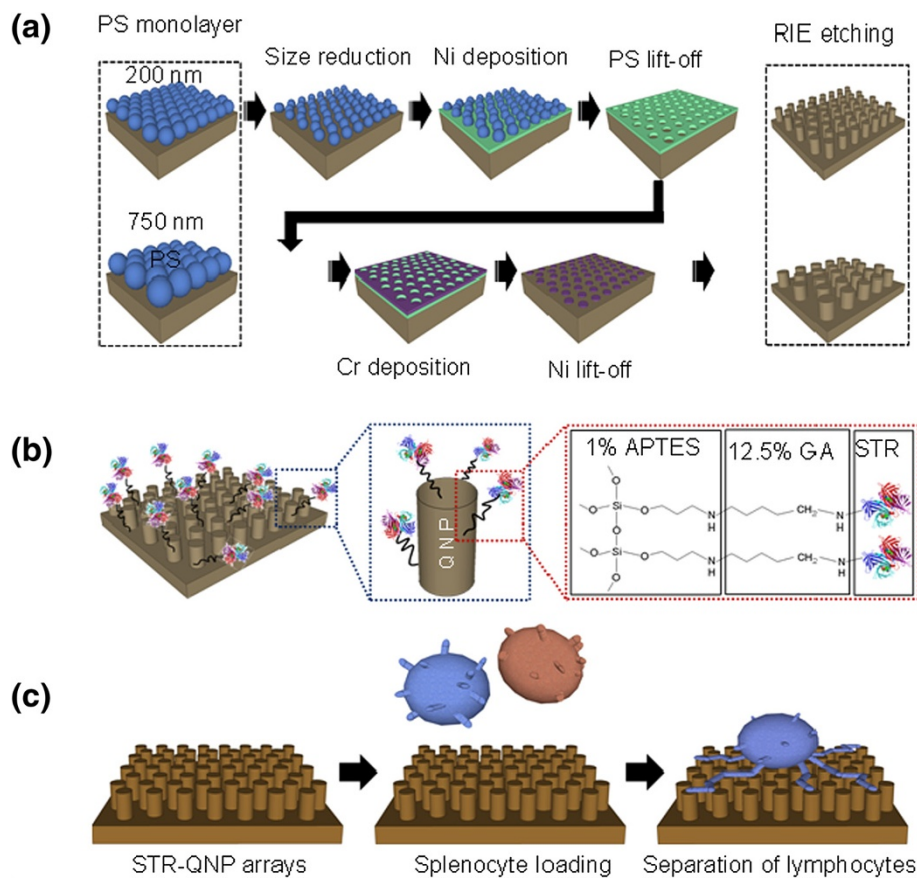 (a)
PS monolayer
RIE etching
200 nm
Size reduction
Ni deposition
PS lift-off
750 nm
PS
Cr deposition
Ni lift-off
(b)
QNP
1% APTES
12.5% GA
STR
O
O
Si
O
O
N
H
CH2
N
H
O
O
Si
O
O
N
H
CH2
N
H
(c)
STR-QNP arrays
Splenocyte loading
Separation of lymphocytes